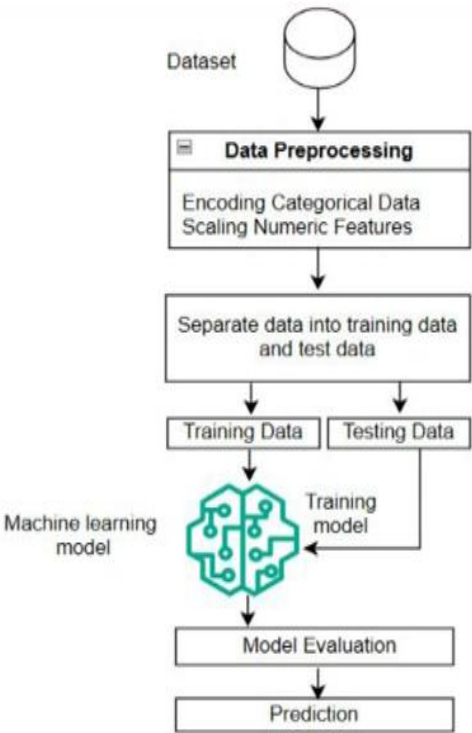 Dataset
Data Preprocessing
Encoding Categorical Data
Scaling Numeric Features
Separate data into training data
and test data
Training Data
Testing Data
Machine learning
model
Training
model
Model Evaluation
Prediction